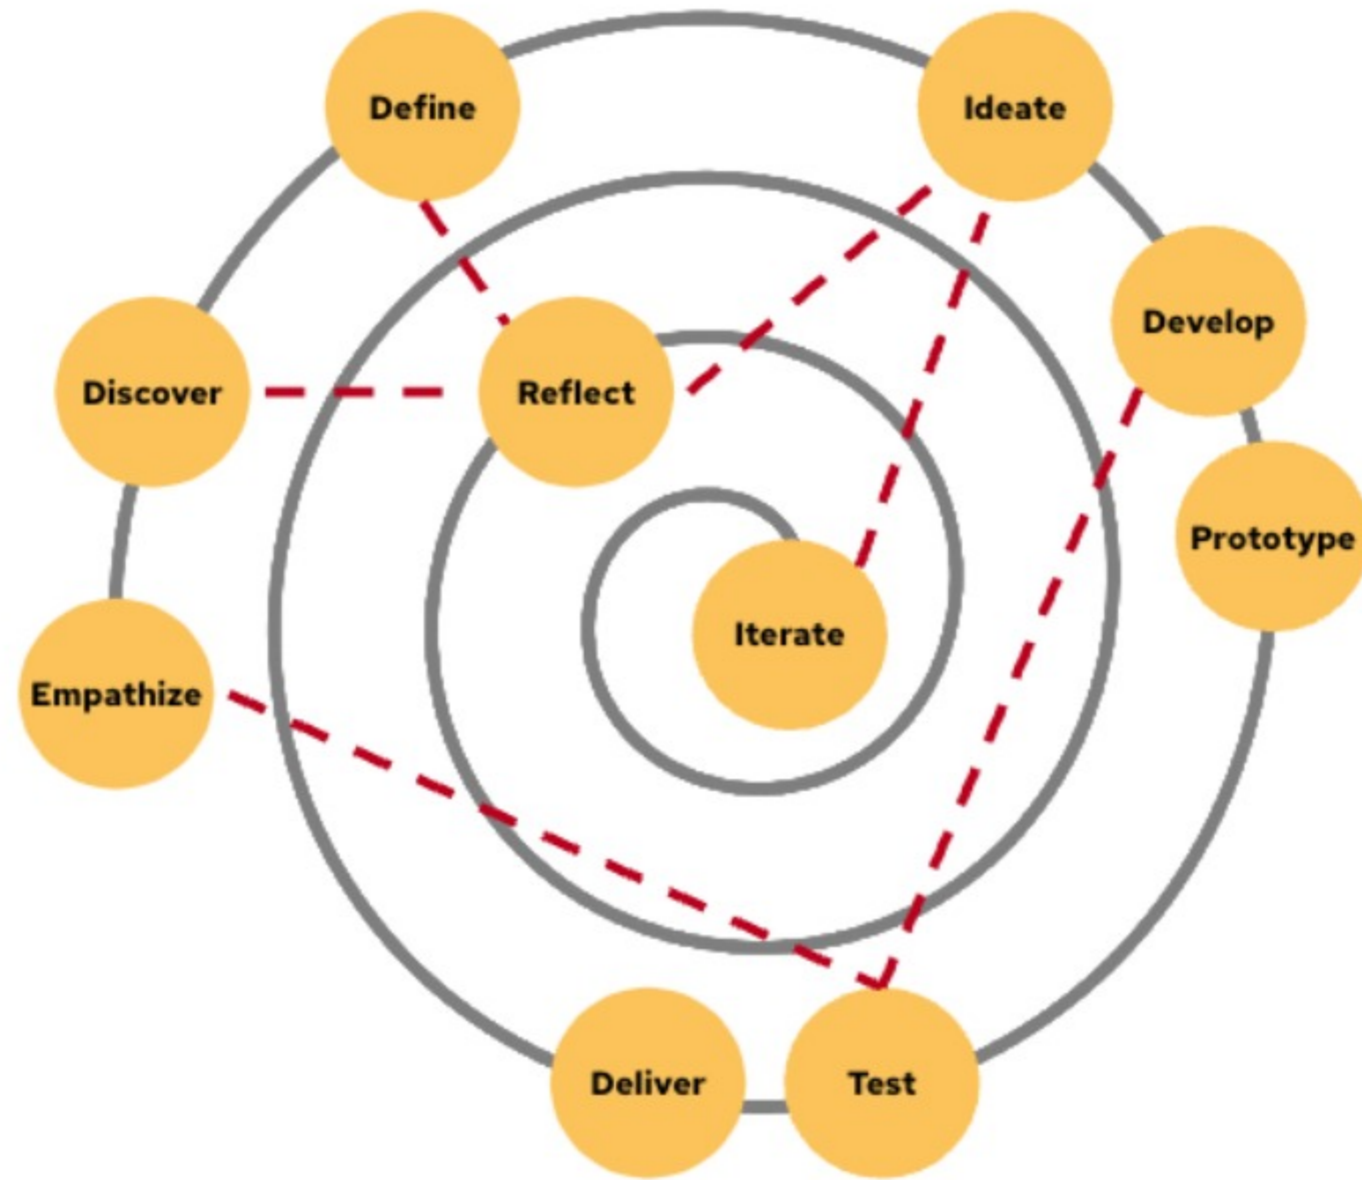 Define
Ideate
Develop
Discover
Reflect
Prototype
Iterate
Empathize
Deliver
Test